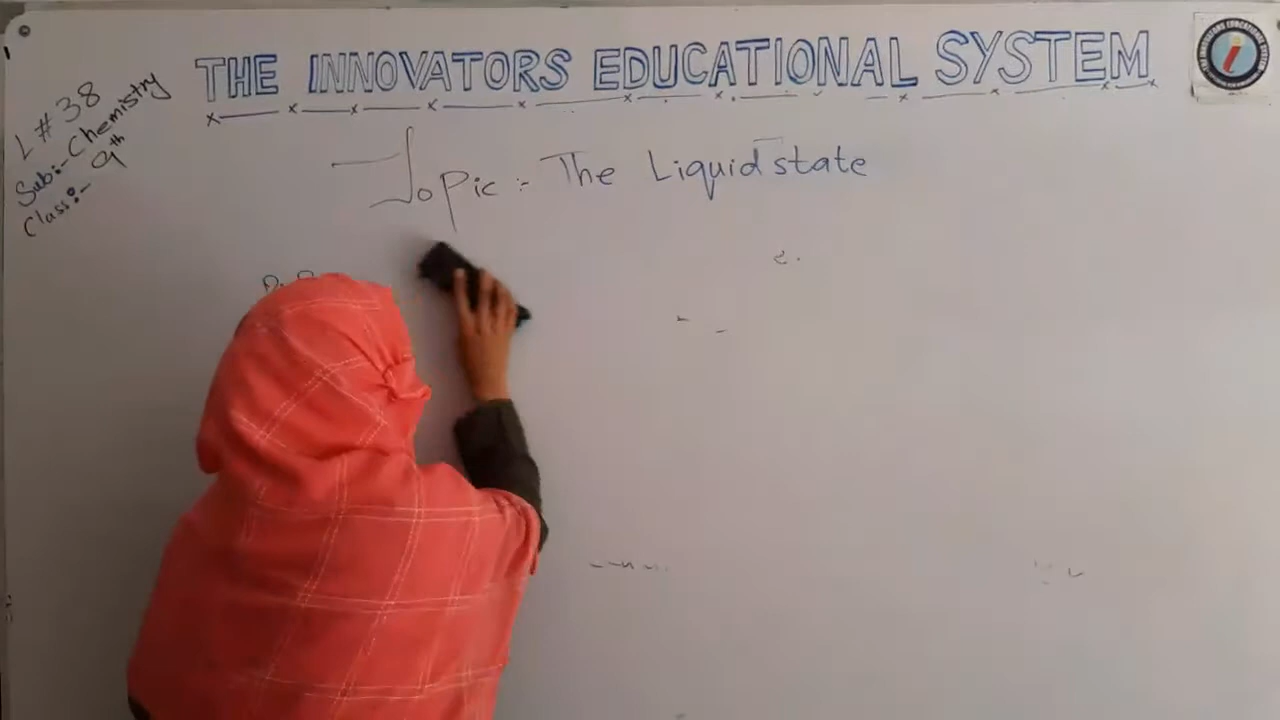 THE INNOVATORS EDUCATIONAL SYSTEM
L # 38
Sub:- Chemistry
Class:- 9th
Topic:- The Liquid state